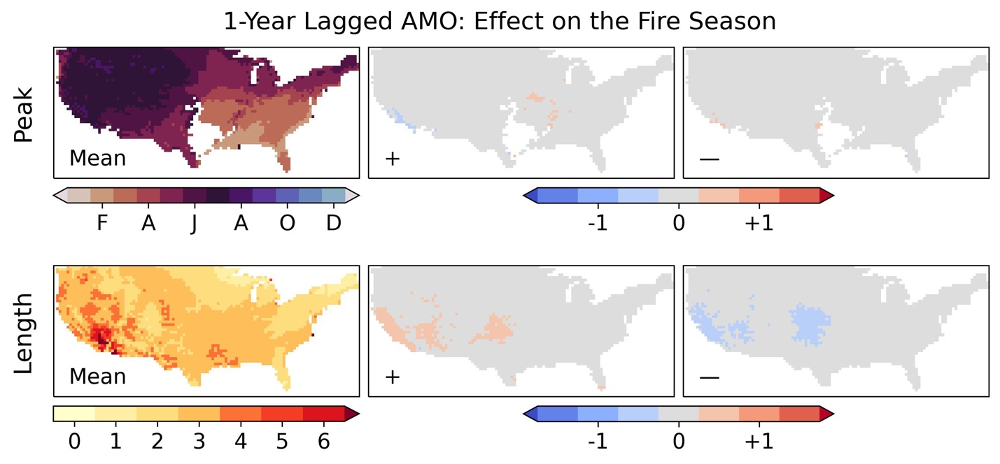 1-Year Lagged AMO: Effect on the Fire Season
Peak
Mean
+
—
F A J A O D
-1 0 +1
Length
Mean
+
—
0 1 2 3 4 5 6
-1 0 +1